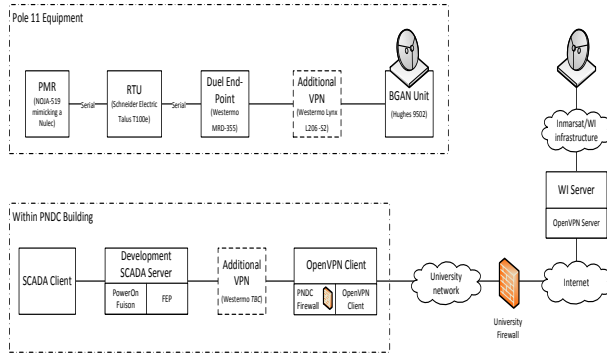 Pole 11 Equipment
PMR
(NOJA-519
mimicking a
Nulec)
Serial
RTU
(Schneider Electric
Talus T100e)
Serial
Duel End-
Point
(Westermo
MRD-355)
Additional
VPN
(Westermo Lynx
L206 -S2)
BGAN Unit
(Hughes 9502)
Inmarsat/WI
infrastructure
WI Server
OpenVPN Server
Within PNDC Building
SCADA Client
Development
SCADA Server
PowerOn
Fuison
FEP
Additional
VPN
(Westermo TBC)
OpenVPN Client
PNDC
Firewall
OpenVPN
Client
University
network
University
Firewall
Internet